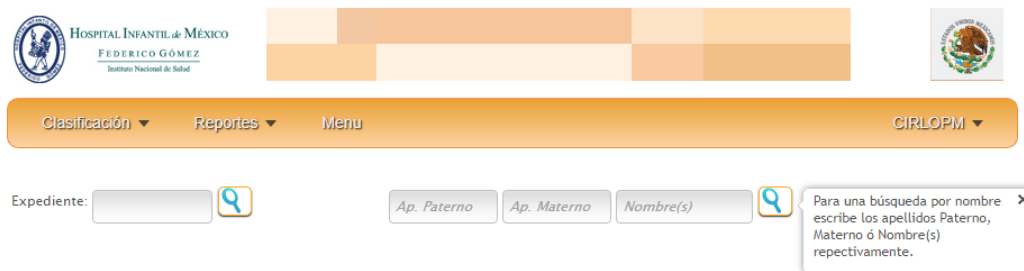 HOSPITAL INFANTIL de MÉXICO
FEDERICO GÓMEZ
Instituto Nacional de Salud
Clasificación Reportes Menu CIRLOPM
Expediente: Ap. Paterno Ap. Materno Nombre(s)
Para una búsqueda por nombre
escribe los apellidos Paterno,
Materno ó Nombre(s)
repectivamente.